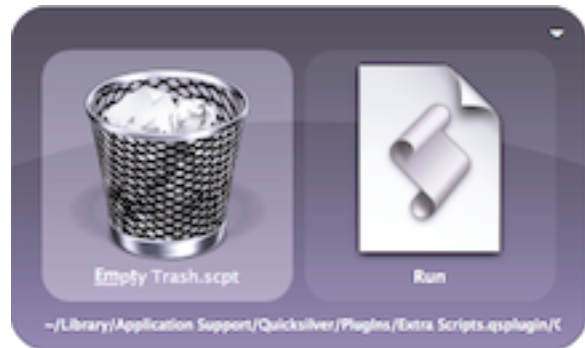 Empty Trash.scpt
Run
~/Library/Application Support/Quicksilver/PlugIns/Extra Scripts.qsplugin/C